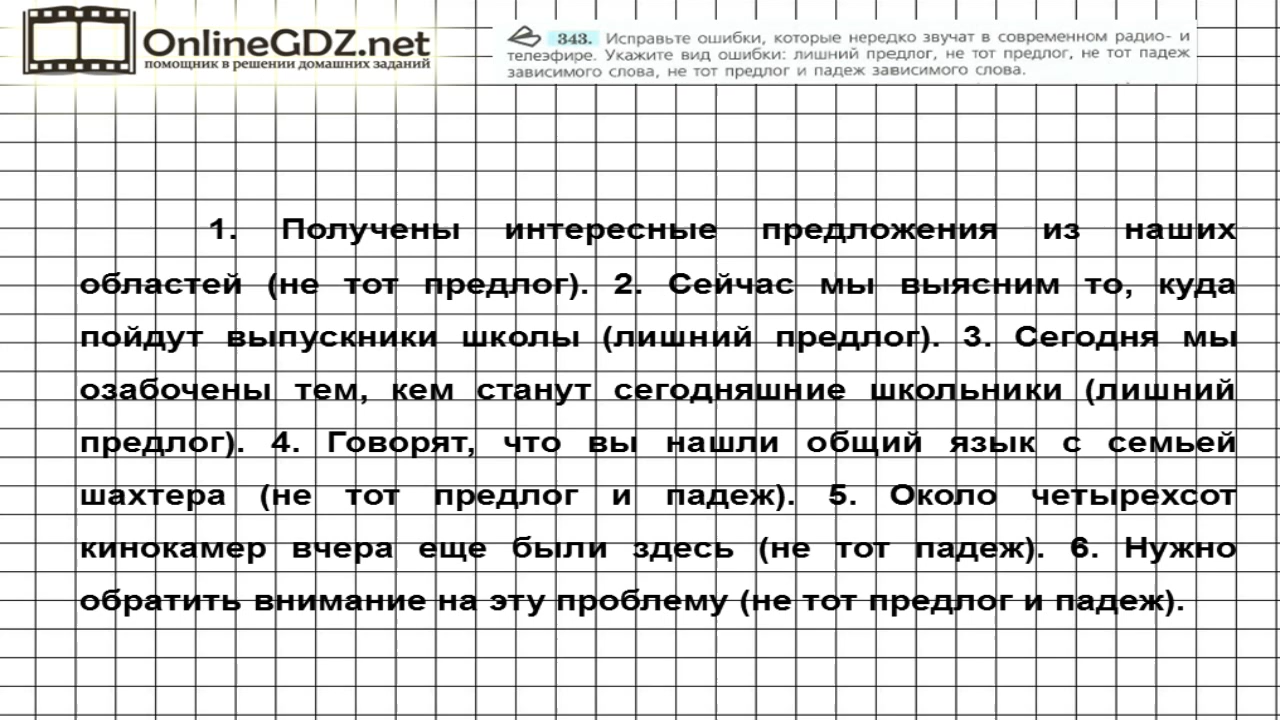 OnlineGDZ.net
помощник в решении домашних заданий
343. Исправьте ошибки, которые нередко звучат в современном радио- и
телеэфире. Укажите вид ошибки: лишний предлог, не тот предлог, не тот падеж
зависимого слова, не тот предлог и падеж зависимого слова.
1. Получены интересные предложения из наших
областей (не тот предлог). 2. Сейчас мы выясним то, куда
пойдут выпускники школы (лишний предлог). 3. Сегодня мы
озабочены тем, кем станут сегодняшние школьники (лишний
предлог). 4. Говорят, что вы нашли общий язык с семьей
шахтера (не тот предлог и падеж). 5. Около четырехсот
кинокамер вчера еще были здесь (не тот падеж). 6. Нужно
обратить внимание на эту проблему (не тот предлог и падеж).